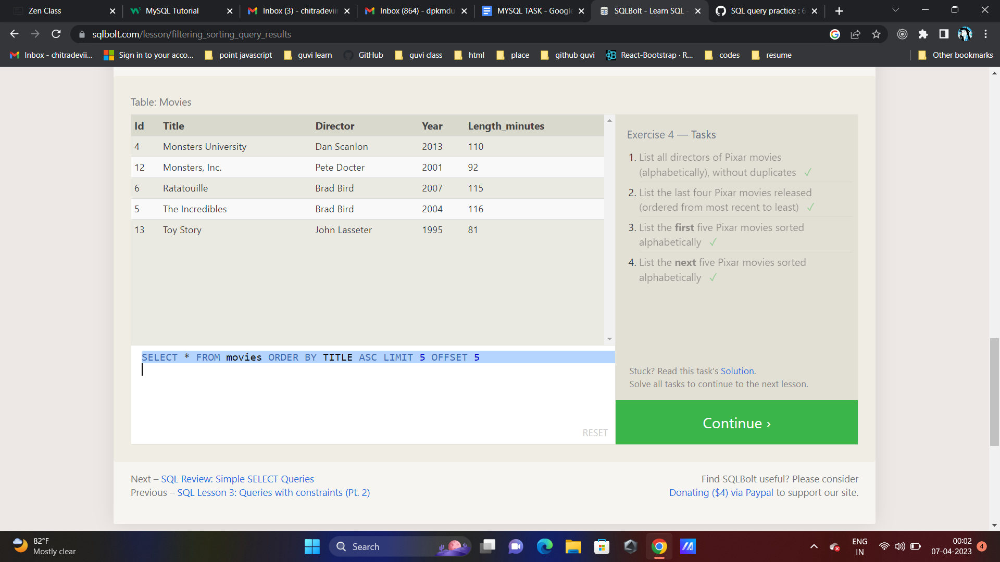 Zen Class
MySQL Tutorial
Inbox (3) - chitradeviin
Inbox (864) - dpkmdu
MYSQL TASK - Google
SQLBolt - Learn SQL -
SQL query practice : 6
sqlbolt.com/lesson/filtering_sorting_query_results
Inbox - chitradevii...
Sign in to your acco...
point javascript
guvi learn
GitHub
guvi class
html
place
github guvi
React-Bootstrap · R...
codes
resume
Other bookmarks
Table: Movies
Id Title Director Year Length_minutes
4 Monsters University Dan Scanlon 2013 110
12 Monsters, Inc. Pete Docter 2001 92
6 Ratatouille Brad Bird 2007 115
5 The Incredibles Brad Bird 2004 116
13 Toy Story John Lasseter 1995 81
SELECT * FROM movies ORDER BY TITLE ASC LIMIT 5 OFFSET 5
RESET
Exercise 4 — Tasks
1. List all directors of Pixar movies
(alphabetically), without duplicates ✓
2. List the last four Pixar movies released
(ordered from most recent to least) ✓
3. List the first five Pixar movies sorted
alphabetically ✓
4. List the next five Pixar movies sorted
alphabetically ✓
Stuck? Read this task's Solution.
Solve all tasks to continue to the next lesson.
Continue ›
Next – SQL Review: Simple SELECT Queries
Previous – SQL Lesson 3: Queries with constraints (Pt. 2)
Find SQLBolt useful? Please consider
Donating ($4) via Paypal to support our site.
82°F
Mostly clear
Search
ENG
IN
00:02
07-04-2023
4